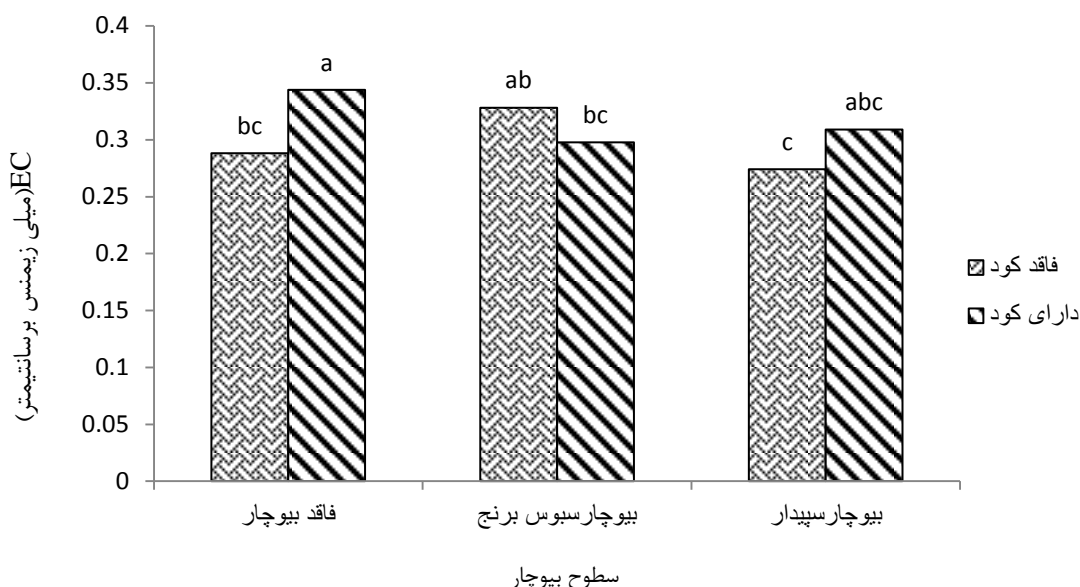 0.4
0.35
0.3
0.25
0.2
0.15
0.1
0.05
0
EC(میلی زیمنس برسانتیمتر)
bc
a
ab
bc
c
abc
فاقد بیوچار
بیوچارسبوس برنج
بیوچارسپیدار
سطوح بیوچار
فاقد کود
دارای کود